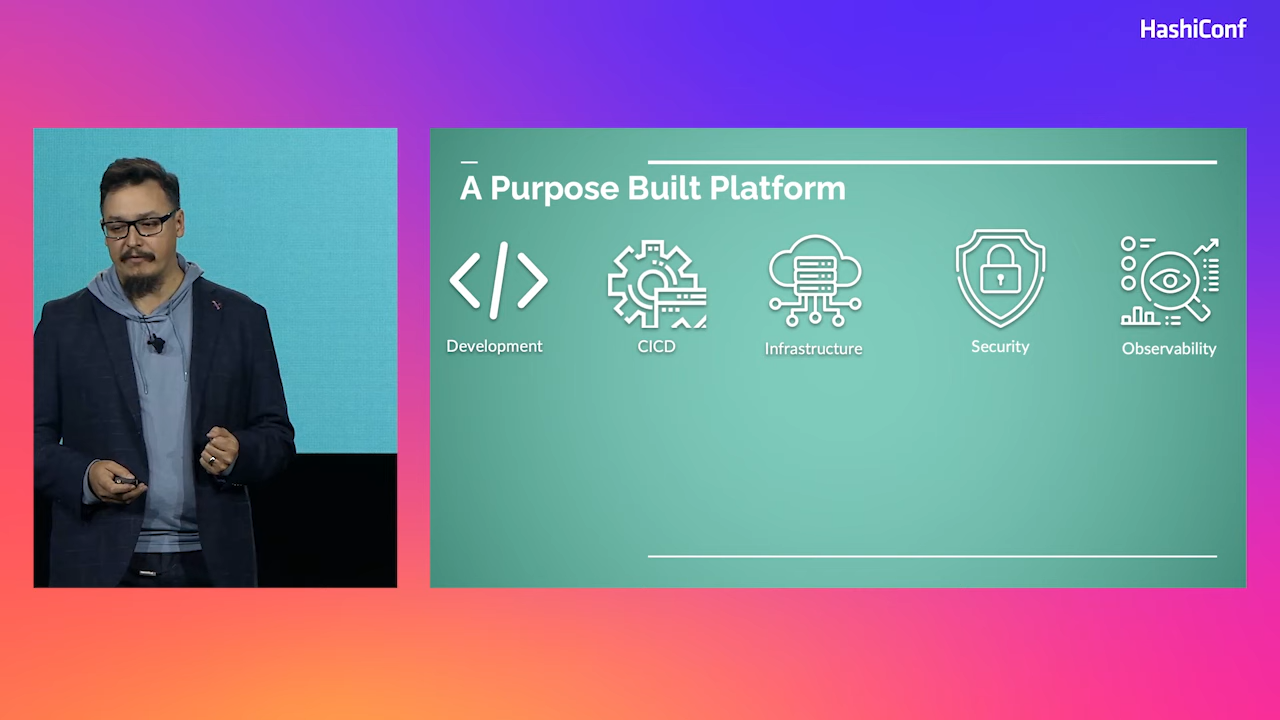 HashiConf
A Purpose Built Platform
Development
CICD
Infrastructure
Security
Observability